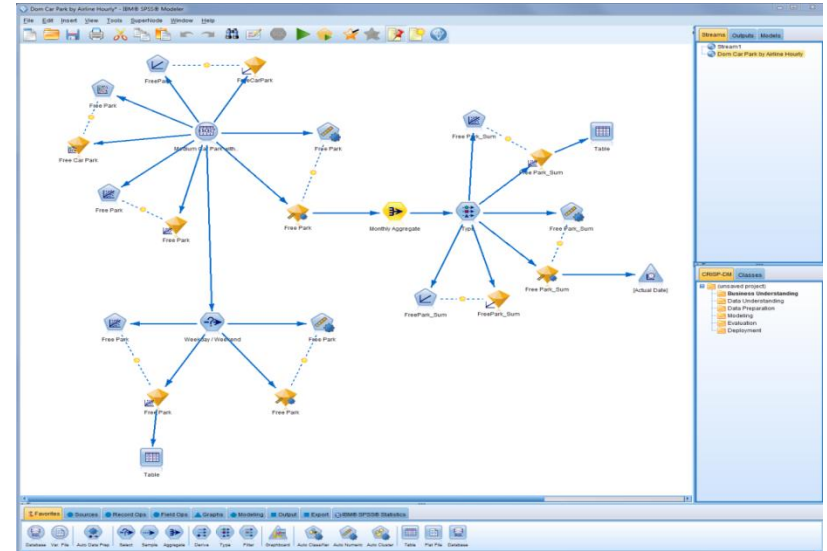 Dom Car Park by Airline Hourly* - IBM® SPSS® Modeler
File Edit Insert View Tools SuperNode Window Help
Streams Outputs Models
Stream1
Dom Car Park by Airline Hourly
FreePark
FreeCarPark
Free Park
Medium Car Park with
Free Park
Free Car Park
Free Park
Free Park
Free Park
Monthly Aggregate
Type
Free Park_Sum
Free Park_Sum
Table
Free Park_Sum
Free Park_Sum
[Actual Date]
FreePark_Sum
FreePark_Sum
Free Park
Weekday / Weekend
Free Park
Free Park
Free Park
Table
CRISP-DM Classes
(unsaved project)
Business Understanding
Data Understanding
Data Preparation
Modelling
Evaluation
Deployment
Favorites Sources Record Ops Field Ops Graphs Modeling Output Export IBM® SPSS® Statistics
Database Var. File Auto Data Prep Select Sample Aggregate Derive Type Filter Graphboard Auto Classifier Auto Numeric Auto Cluster Table Flat File Database